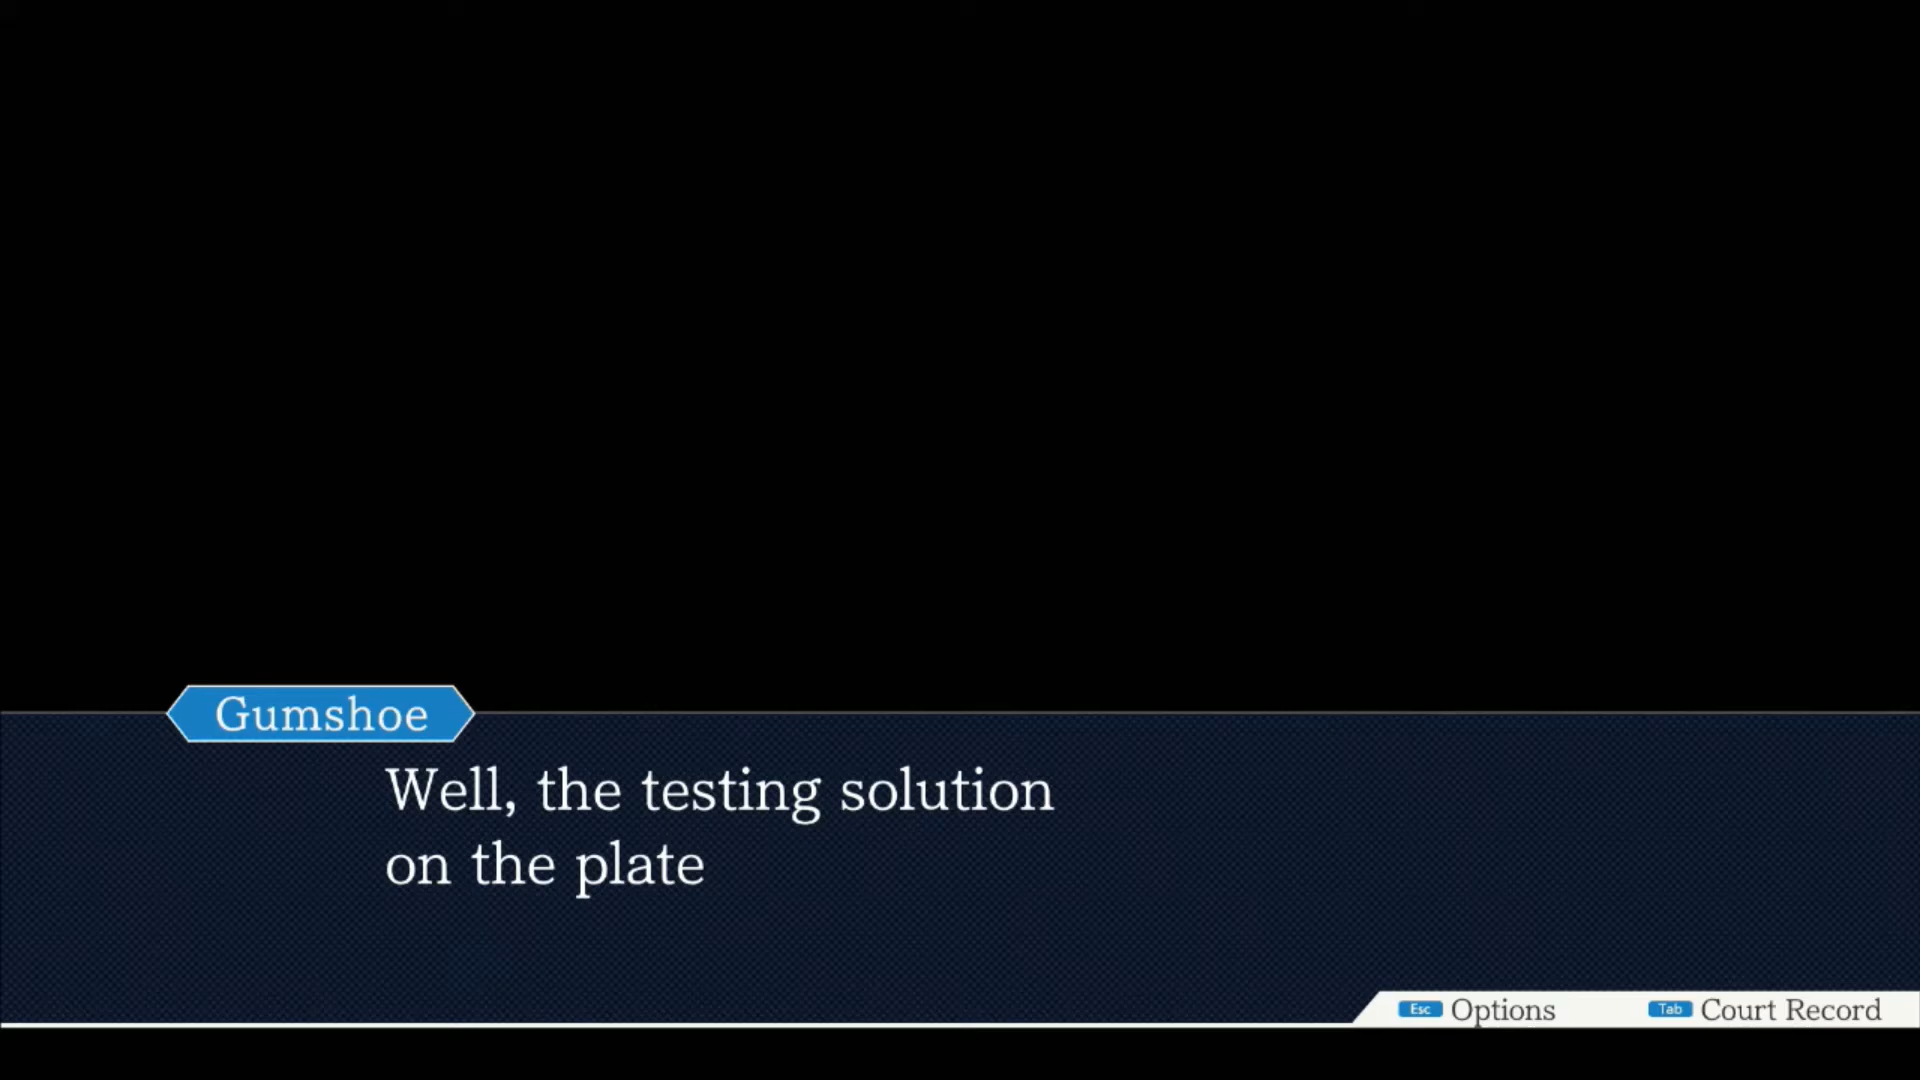 Gumshoe
Well, the testing solution
on the plate
Esc Options Tab Court Record